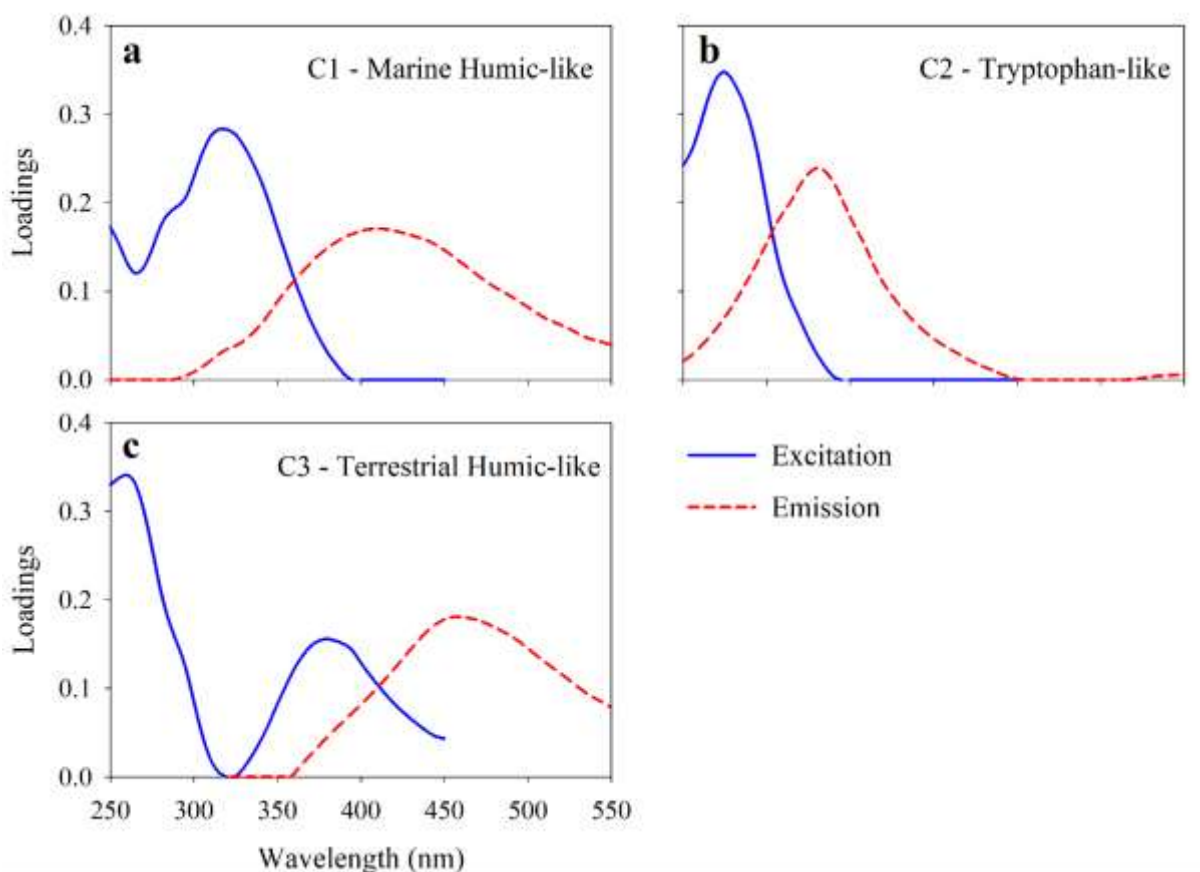 0.4
a
C1 - Marine Humic-like
0.3
0.2
0.1
0.0
Loadings
b
C2 - Tryptophan-like
0.4
c
C3 - Terrestrial Humic-like
0.3
0.2
0.1
0.0
Loadings
250 300 350 400 450 500 550
Wavelength (nm)
Excitation
Emission